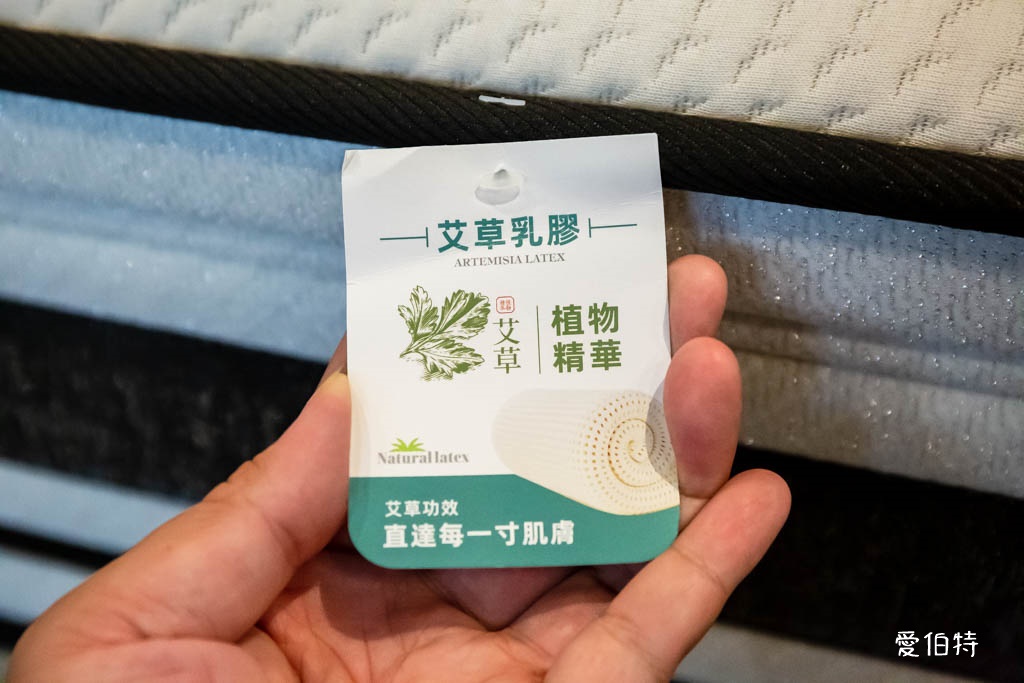 艾草乳膠
ARTEMISIA LATEX
艾草
植物
精華
Natural latex
艾草功效
直達每一寸肌膚
愛伯特